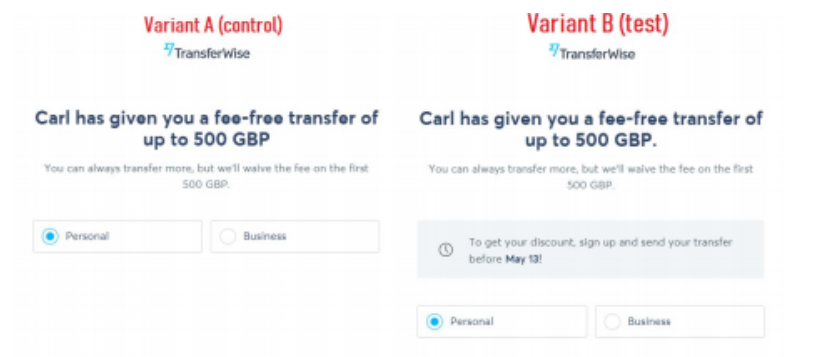 Variant A (control)
TransferWise
Carl has given you a fee-free transfer of
up to 500 GBP
You can always transfer more, but we'll waive the fee on the first
500 GBP.
Personal
Business
Variant B (test)
TransferWise
Carl has given you a fee-free transfer of
up to 500 GBP.
You can always transfer more, but we'll waive the fee on the first
500 GBP.
To get your discount, sign up and send your transfer
before May 13!
Personal
Business